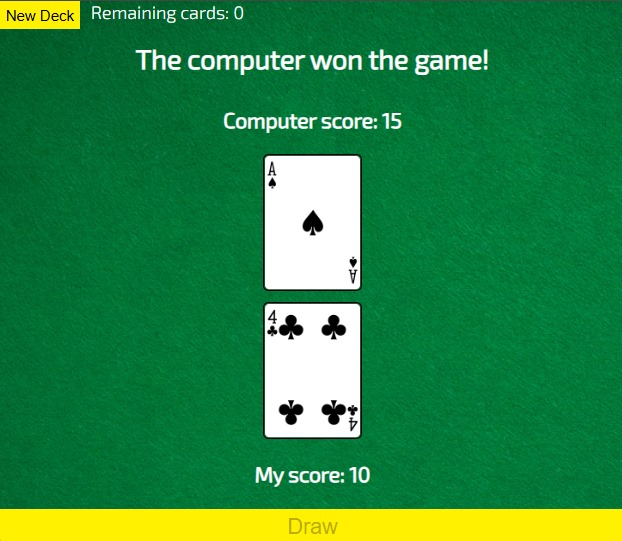 New Deck
Remaining cards: 0
The computer won the game!
Computer score: 15
A
A
4
4
My score: 10
Draw